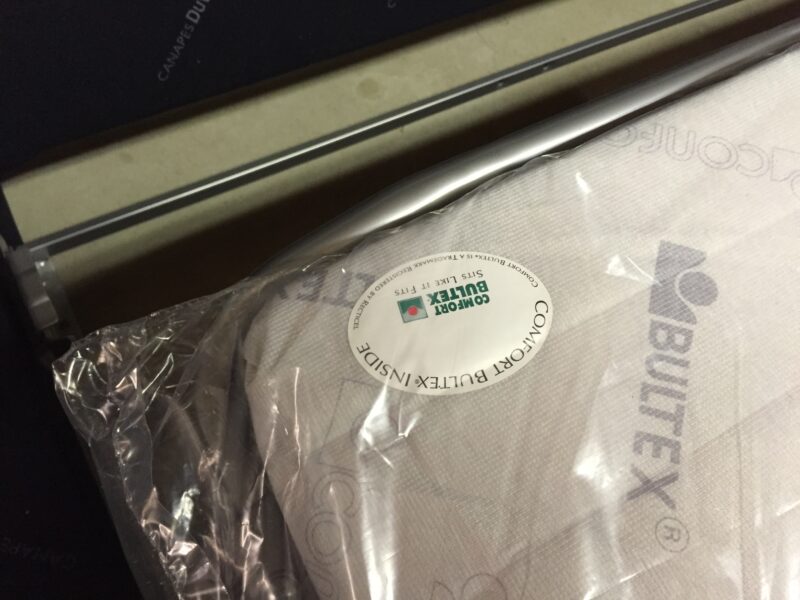 CANAPES DU
COMFORT BULTEX® INSIDE
COMFORT
BULTEX
SITS LIKE IT FITS
COMFORT BULTEX® IS A TRADEMARK REGISTERED BY RECTICEL
BULTEX®
CANAPES